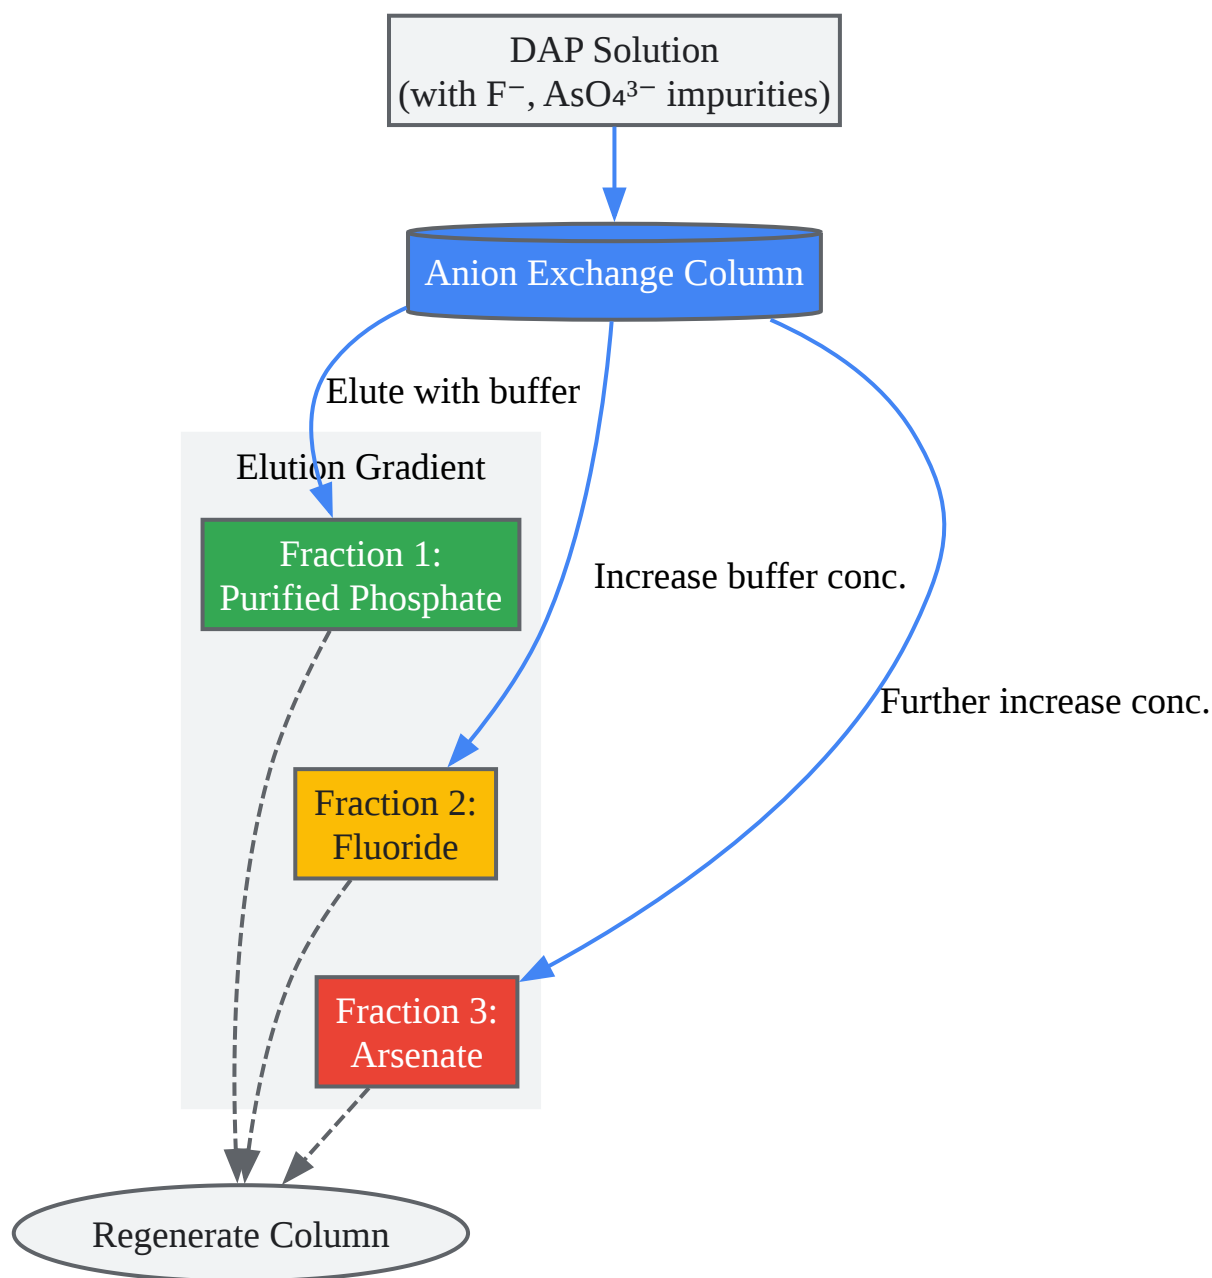 DAP Solution
(with F⁻, AsO₄³⁻ impurities)
Anion Exchange Column
Elute with buffer
Elution Gradient
Fraction 1:
Purified Phosphate
Increase buffer conc.
Further increase conc.
Fraction 2:
Fluoride
Fraction 3:
Arsenate
Regenerate Column